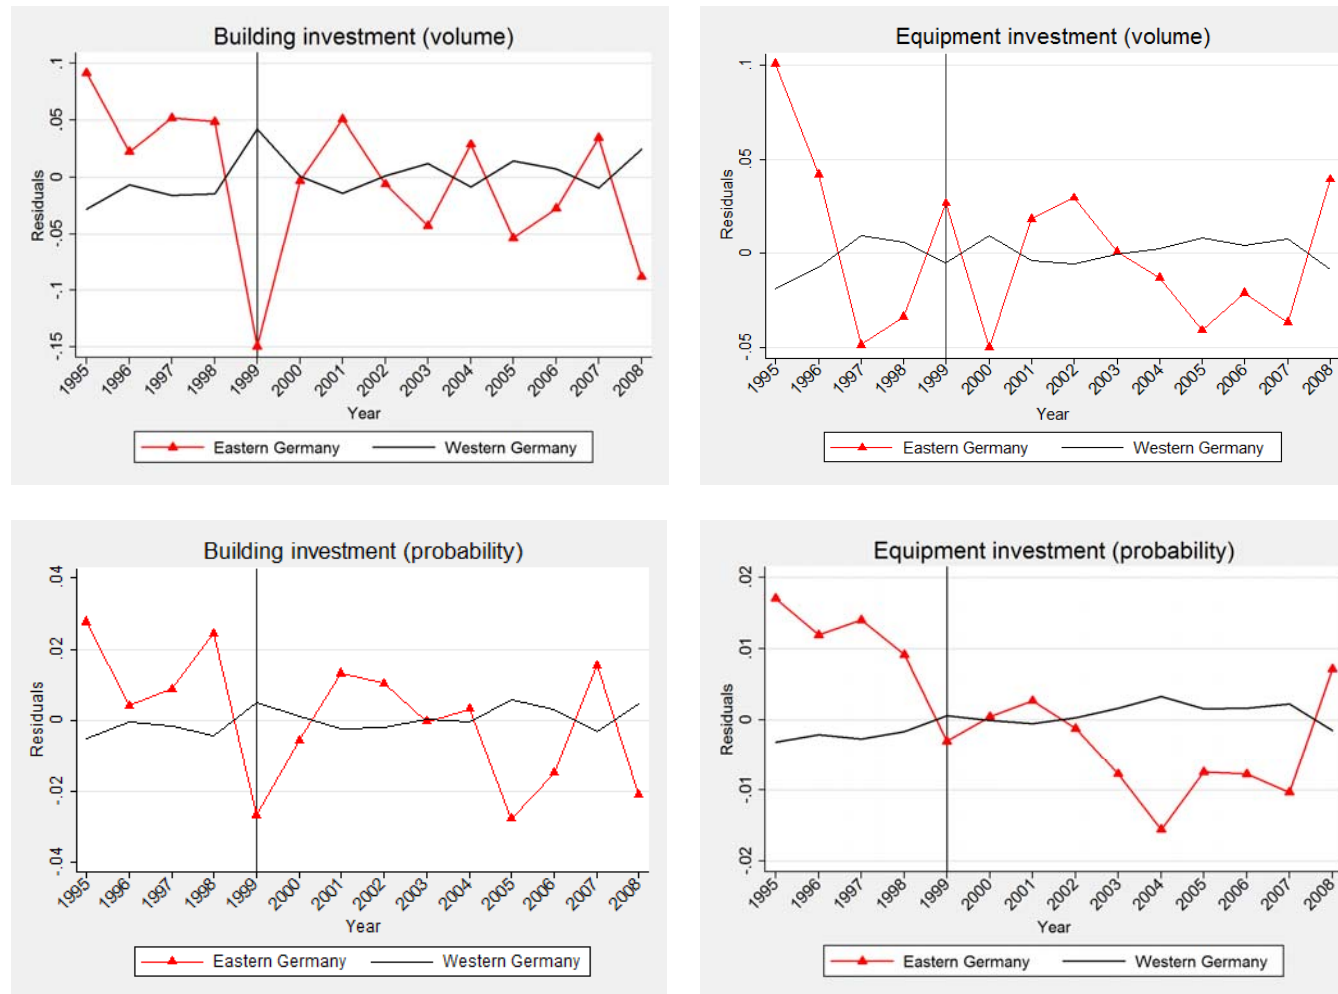 Building investment (volume)
Residuals
.1
.05
0
-.05
-.1
-.15
1995 1996 1997 1998 1999 2000 2001 2002 2003 2004 2005 2006 2007 2008
Year
Eastern Germany Western Germany
Equipment investment (volume)
Residuals
.1
.05
0
-.05
1995 1996 1997 1998 1999 2000 2001 2002 2003 2004 2005 2006 2007 2008
Year
Eastern Germany Western Germany
Building investment (probability)
Residuals
.04
.02
0
-.02
-.04
1995 1996 1997 1998 1999 2000 2001 2002 2003 2004 2005 2006 2007 2008
Year
Eastern Germany Western Germany
Equipment investment (probability)
Residuals
.02
.01
0
-.01
-.02
1995 1996 1997 1998 1999 2000 2001 2002 2003 2004 2005 2006 2007 2008
Year
Eastern Germany Western Germany